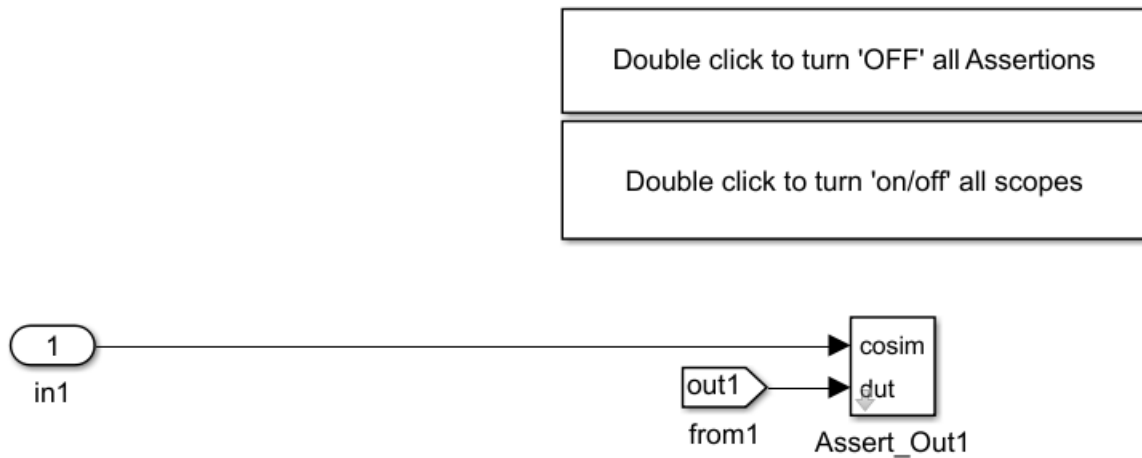 Double click to turn 'OFF' all Assertions
Double click to turn 'on/off' all scopes
1
in1
cosim
out1
dut
from1
Assert_Out1